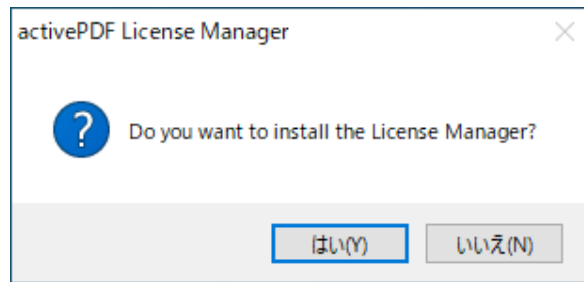 activePDF License Manager
Do you want to install the License Manager?
はい(Y)
いいえ(N)